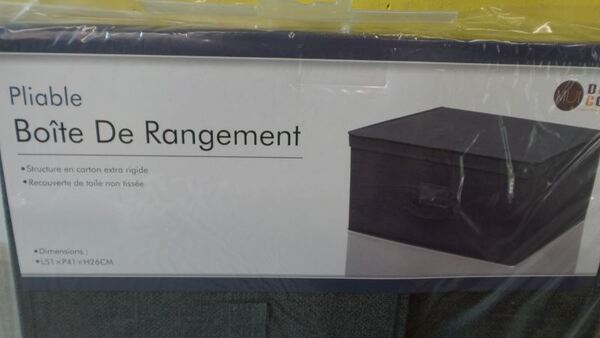 Pliable
Boîte De Rangement
•Structure en carton extra rigide
•Recouverte de toile non tissée
•Dimensions :
•L51×P41×H26CM